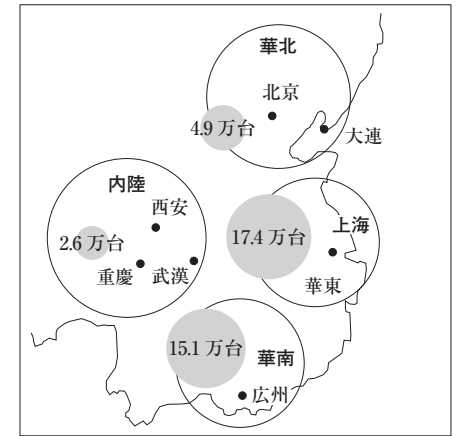 華北
北京
4.9 万台
大連
内陸
西安
2.6 万台
重慶
武漢
17.4 万台
上海
華東
15.1 万台
華南
広州